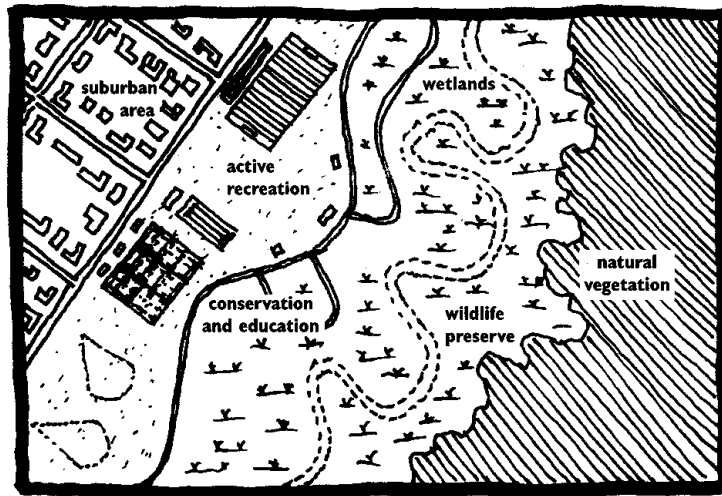 suburban
area
wetlands
active
recreation
natural
vegetation
conservation
and education
wildlife
preserve